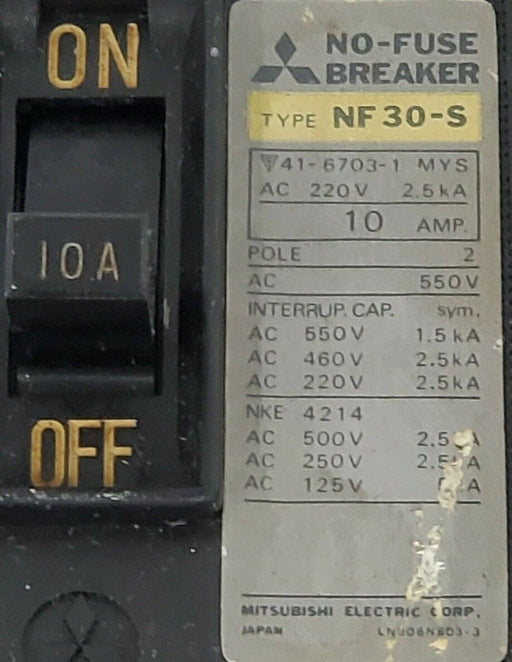 ON
10A
OFF
NO-FUSE
BREAKER
TYPE NF30-S
41-6703-1 MYS
AC 220V 2.5kA
10 AMP.
POLE 2
AC 550V
INTERRUP. CAP. sym.
AC 550V 1.5kA
AC 460V 2.5kA
AC 220V 2.5kA
NKE 4214
AC 500V
AC 250V
AC 125V
MITSUBISHI ELECTRIC CORP.
JAPAN